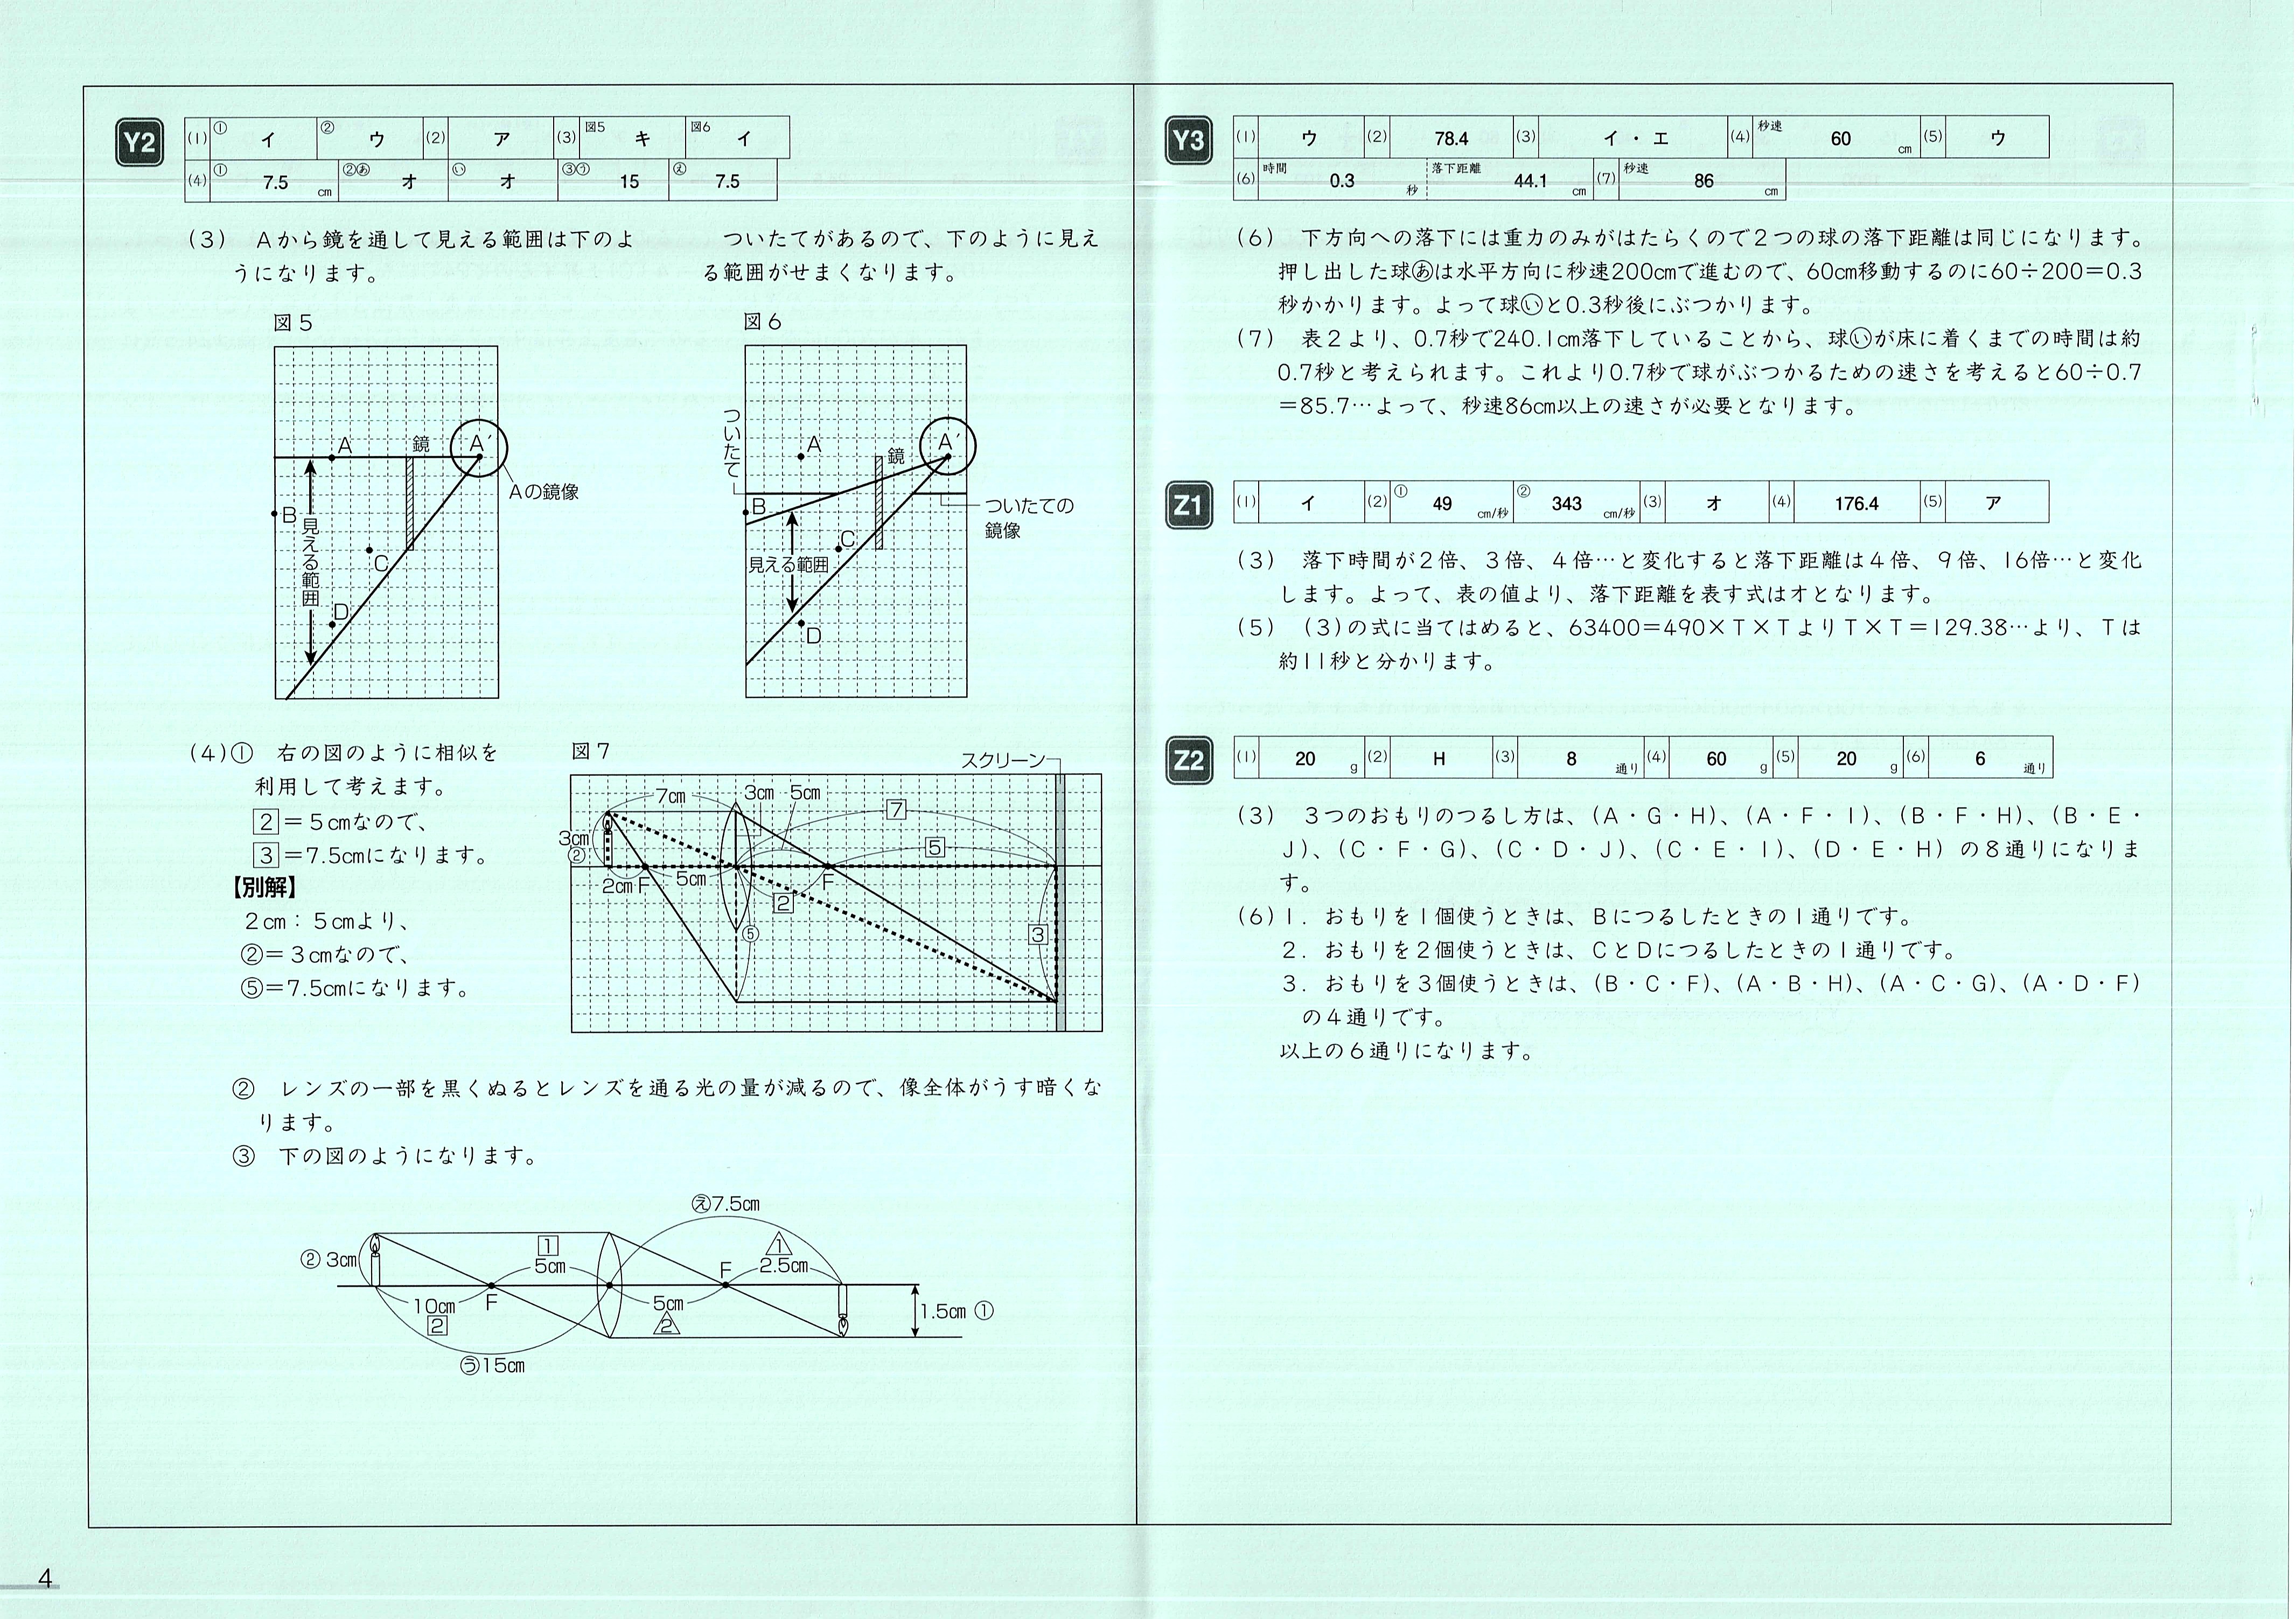 Y2
(1) ① イ ② ウ (2) ア (3) 図5 キ 図6 イ
(4) ① 7.5 cm ②あ オ い オ ③う 15 え 7.5
(3) Aから鏡を通して見える範囲は下のよ
うになります。
ついたてがあるので、下のように見え
る範囲がせまくなります。
図5
A
鏡
A′
Aの鏡像
B
見える範囲
C
D
図6
ついたて
A
鏡
A′
B
ついたての
鏡像
C
見える範囲
D
(4)① 右の図のように相似を
利用して考えます。
2＝5cmなので、
3＝7.5cmになります。
【別解】
2cm：5cmより、
②＝3cmなので、
⑤＝7.5cmになります。
図7
スクリーン
7cm
3cm
5cm
7
3cm
②
5
2cm
F
5cm
F
2
⑤
3
② レンズの一部を黒くぬるとレンズを通る光の量が減るので、像全体がうす暗くな
ります。
③ 下の図のようになります。
え7.5cm
② 3cm
1
5cm
F
1
2.5cm
10cm
2
F
5cm
2
1.5cm ①
う15cm
4
Y3
(1) ウ (2) 78.4 (3) イ・エ (4) 秒速 60 cm (5) ウ
(6) 時間 0.3 秒 落下距離 44.1 cm (7) 秒速 86 cm
(6) 下方向への落下には重力のみがはたらくので2つの球の落下距離は同じになります。
押し出した球あは水平方向に秒速200cmで進むので、60cm移動するのに60÷200＝0.3
秒かかります。よって球いと0.3秒後にぶつかります。
(7) 表2より、0.7秒で240.1cm落下していることから、球いが床に着くまでの時間は約
0.7秒と考えられます。これより0.7秒で球がぶつかるための速さを考えると60÷0.7
＝85.7…よって、秒速86cm以上の速さが必要となります。
Z1
(1) イ (2) ① 49 cm/秒 ② 343 cm/秒 (3) オ (4) 176.4 (5) ア
(3) 落下時間が2倍、3倍、4倍…と変化すると落下距離は4倍、9倍、16倍…と変化
します。よって、表の値より、落下距離を表す式はオとなります。
(5) (3)の式に当てはめると、63400＝490×T×TよりT×T＝129.38…より、Tは
約11秒と分かります。
Z2
(1) 20 g (2) H (3) 8 通り (4) 60 g (5) 20 g (6) 6 通り
(3) 3つのおもりのつるし方は、(A・G・H)、(A・F・I)、(B・F・H)、(B・E・
J)、(C・F・G)、(C・D・J)、(C・E・I)、(D・E・H) の8通りになりま
す。
(6)1. おもりを1個使うときは、Bにつるしたときの1通りです。
2. おもりを2個使うときは、CとDにつるしたときの1通りです。
3. おもりを3個使うときは、(B・C・F)、(A・B・H)、(A・C・G)、(A・D・F)
の4通りです。
以上の6通りになります。